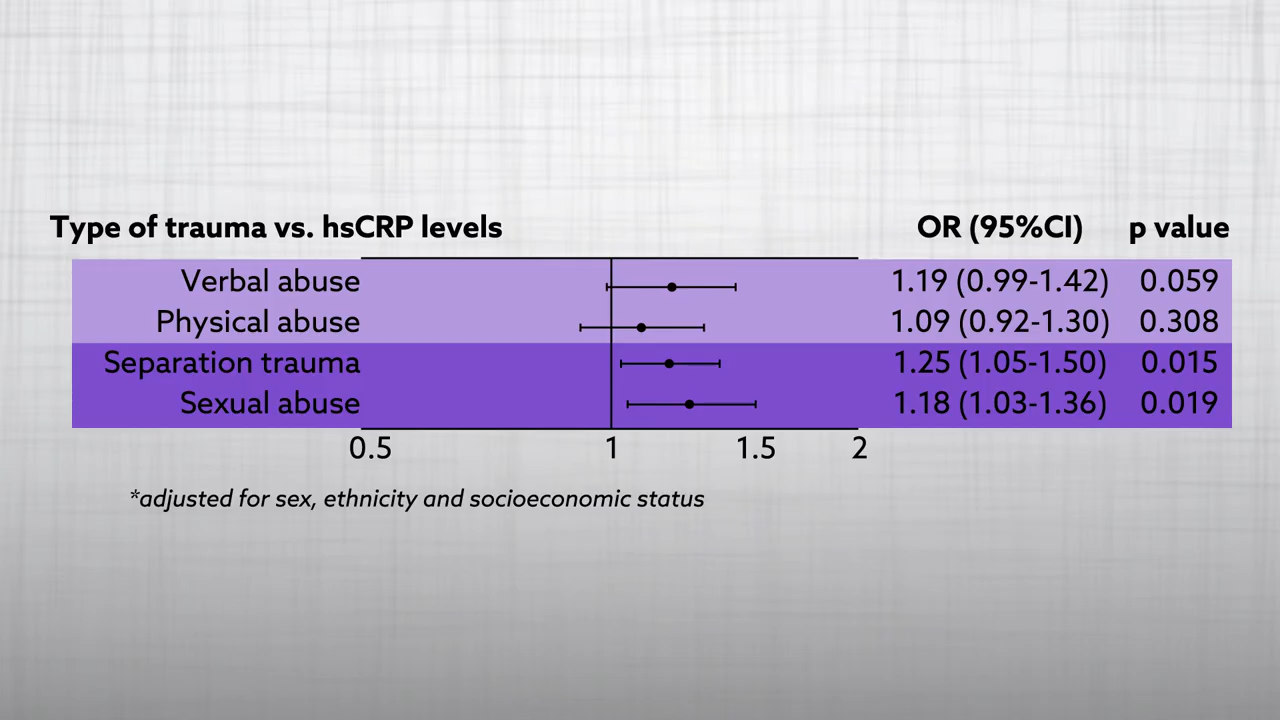 Type of trauma vs. hsCRP levels OR (95%CI) p value
Verbal abuse 1.19 (0.99-1.42) 0.059
Physical abuse 1.09 (0.92-1.30) 0.308
Separation trauma 1.25 (1.05-1.50) 0.015
Sexual abuse 1.18 (1.03-1.36) 0.019
0.5 1 1.5 2
*adjusted for sex, ethnicity and socioeconomic status